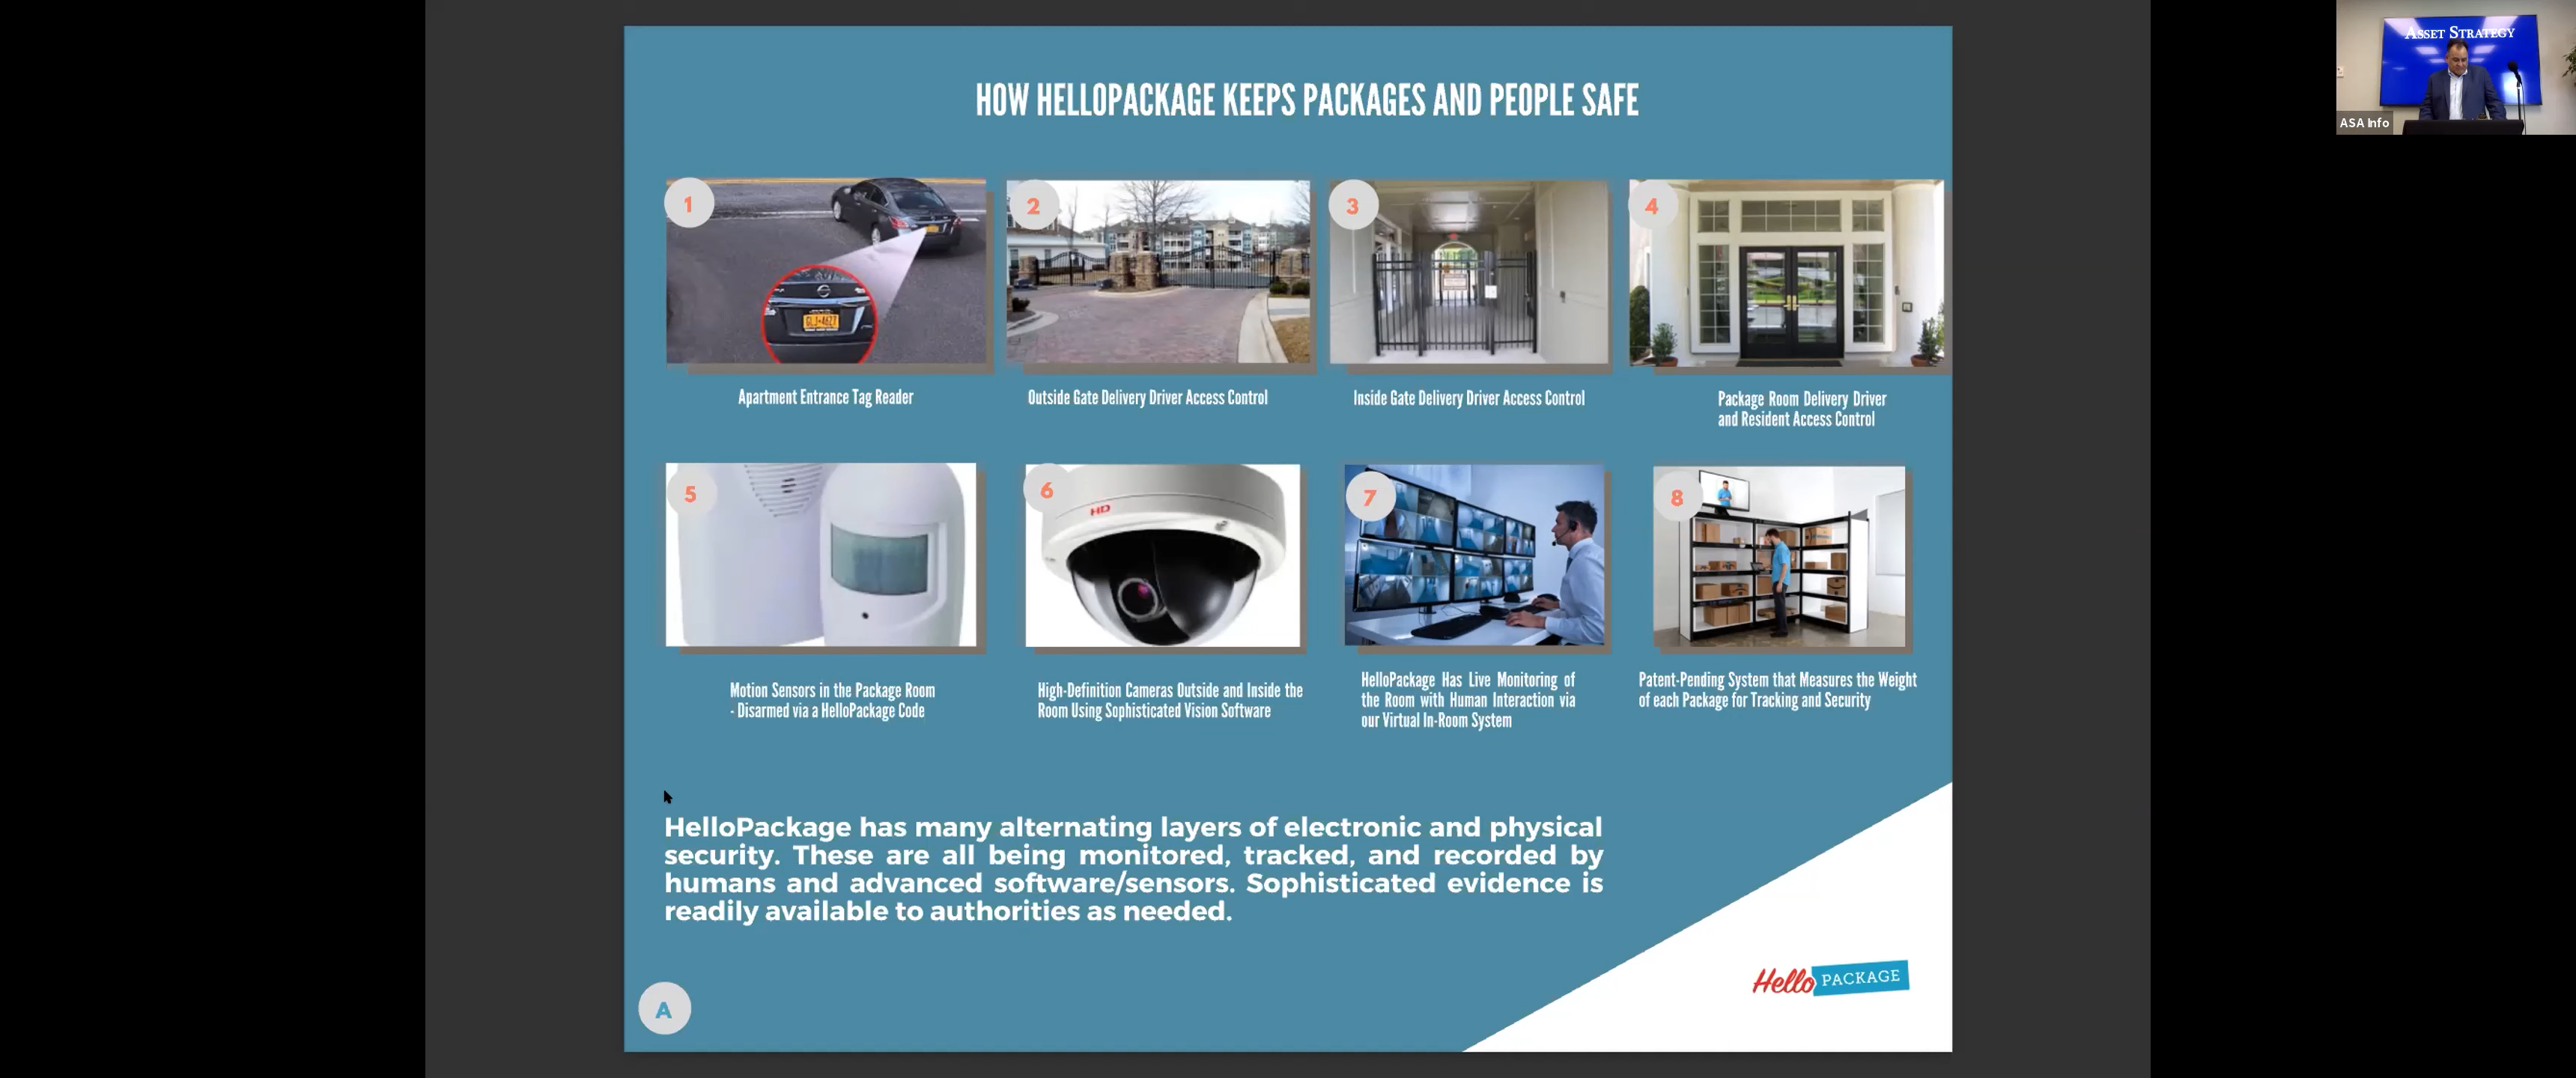 ASSET STRATEGY
ASA Info
HOW HELLOPACKAGE KEEPS PACKAGES AND PEOPLE SAFE
1
2
3
4
Apartment Entrance Tag Reader
Outside Gate Delivery Driver Access Control
Inside Gate Delivery Driver Access Control
Package Room Delivery Driver
and Resident Access Control
5
6
HD
7
8
Motion Sensors in the Package Room
- Disarmed via a HelloPackage Code
High-Definition Cameras Outside and Inside the
Room Using Sophisticated Vision Software
HelloPackage Has Live Monitoring of
the Room with Human Interaction via
our Virtual In-Room System
Patent-Pending System that Measures the Weight
of each Package for Tracking and Security
HelloPackage has many alternating layers of electronic and physical
security. These are all being monitored, tracked, and recorded by
humans and advanced software/sensors. Sophisticated evidence is
readily available to authorities as needed.
Hello PACKAGE
A